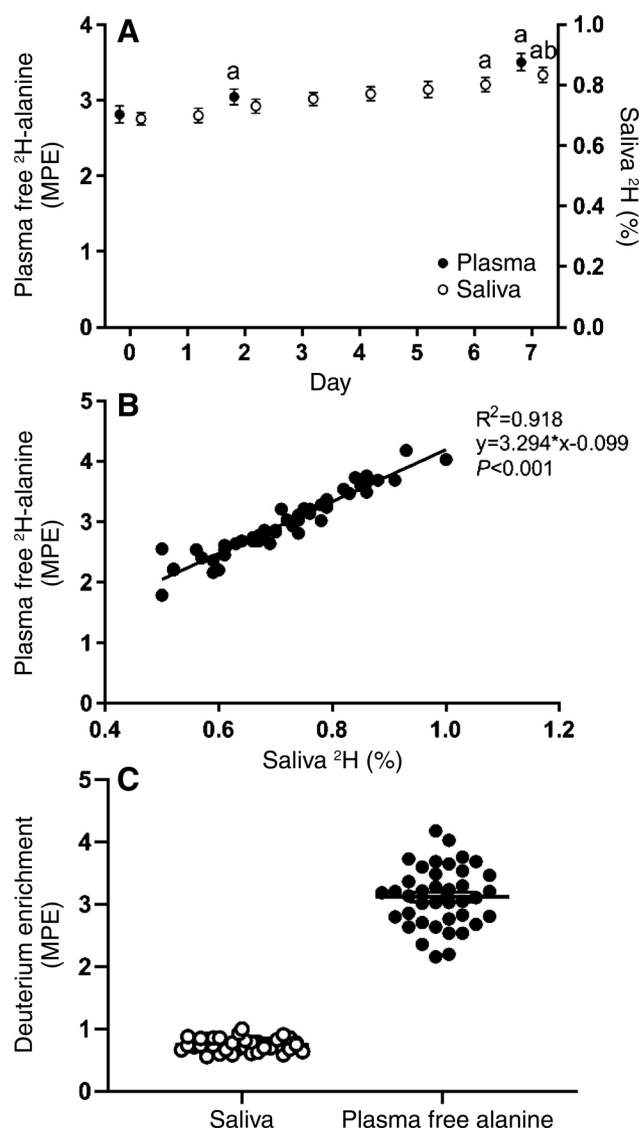 A
4
3
2
1
0
Plasma free ²H-alanine
(MPE)
a
a
a
ab
1.0
0.8
0.6
0.4
0.2
0.0
Saliva ²H (%)
Plasma
Saliva
0 1 2 3 4 5 6 7
Day
B
5
4
3
2
1
0
Plasma free ²H-alanine
(MPE)
R²=0.918
y=3.294*x-0.099
P<0.001
0.4 0.6 0.8 1.0 1.2
Saliva ²H (%)
C
5
4
3
2
1
0
Deuterium enrichment
(MPE)
Saliva Plasma free alanine